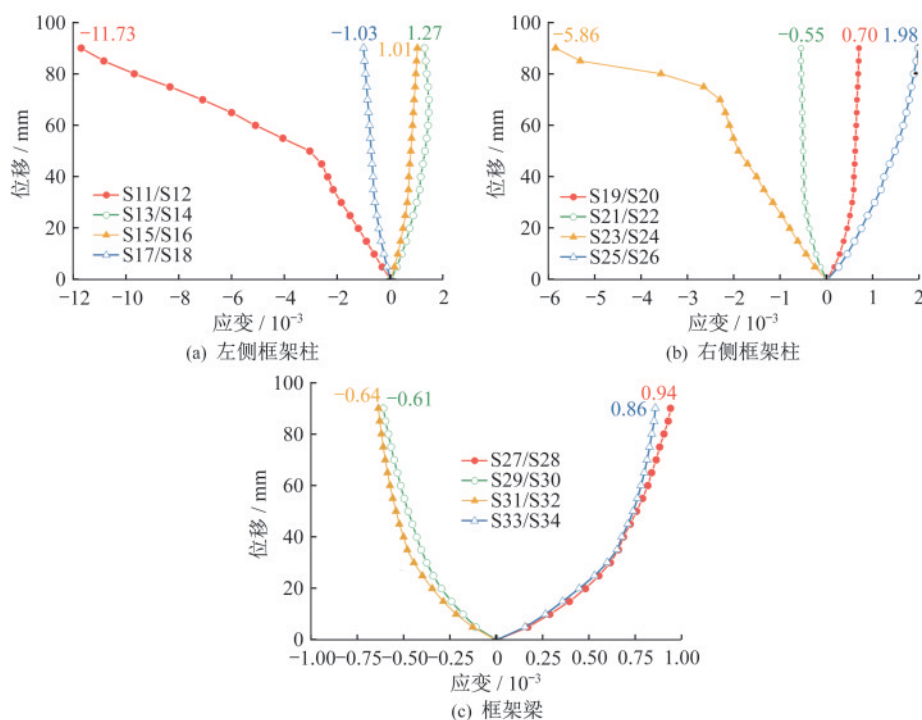 −11.73
−1.03
1.27
1.01
100
80
60
40
20
0
位移 / mm
S11/S12
S13/S14
S15/S16
S17/S18
−12 −10 −8 −6 −4 −2 0 2
应变 / 10⁻³
(a) 左侧框架柱
−5.86
−0.55
0.70
1.98
100
80
60
40
20
0
位移 / mm
S19/S20
S21/S22
S23/S24
S25/S26
−6 −5 −4 −3 −2 −1 0 1 2
应变 / 10⁻³
(b) 右侧框架柱
−0.64
−0.61
0.94
0.86
100
80
60
40
20
0
位移 / mm
S27/S28
S29/S30
S31/S32
S33/S34
−1.00 −0.75 −0.50 −0.25 0 0.25 0.50 0.75 1.00
应变 / 10⁻³
(c) 框架梁